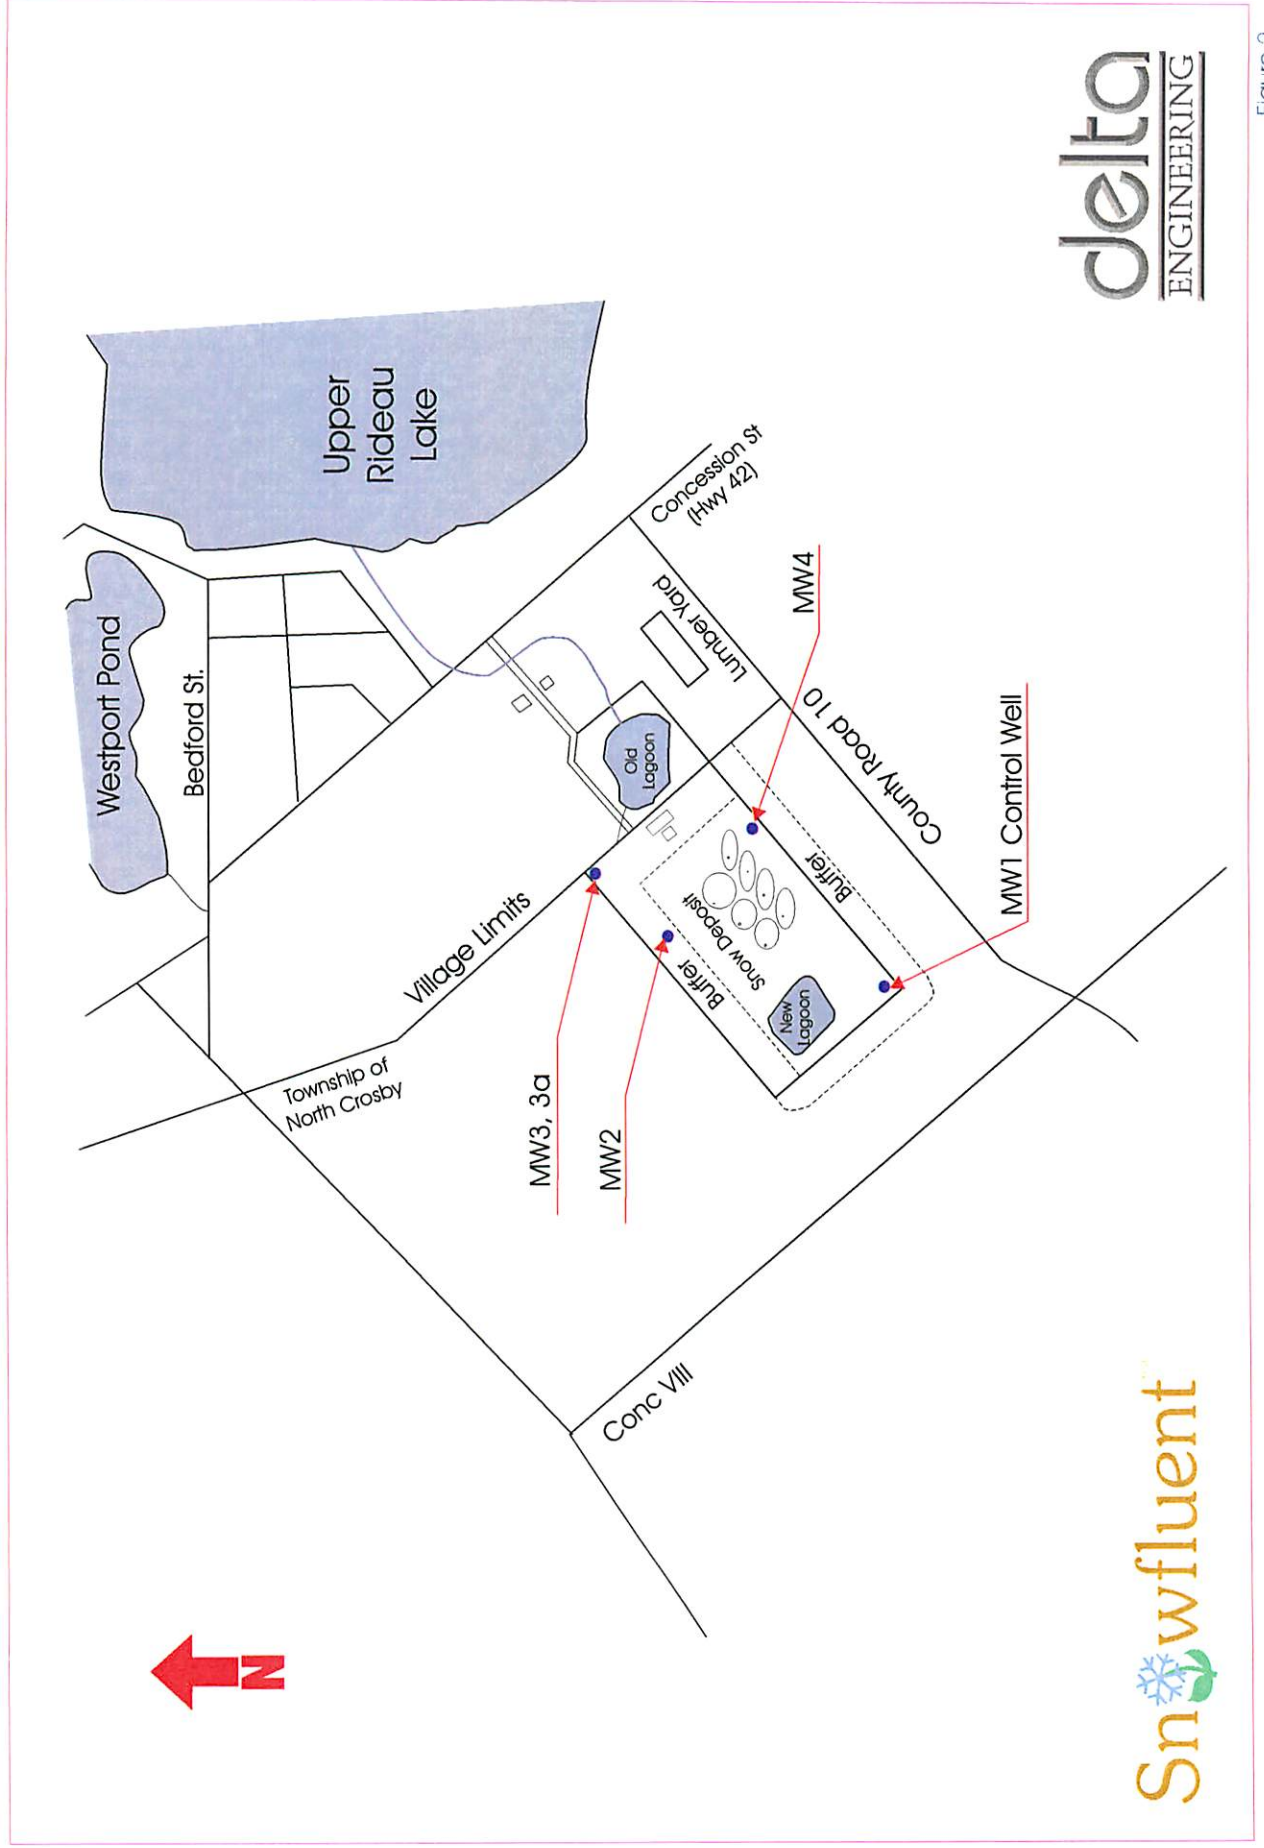 Figure 2
Westport Pond
Bedford St.
Upper
Rideau
Lake
Concession St
(Hwy 42)
Lumber Yard
Old
Lagoon
Village Limits
Township of
North Crosby
County Road 10
Buffer
Snow Deposit
Buffer
New
Lagoon
MW3, 3a
MW2
MW4
MW1 Control Well
Conc VIII
N
Snowfluent
delta
ENGINEERING